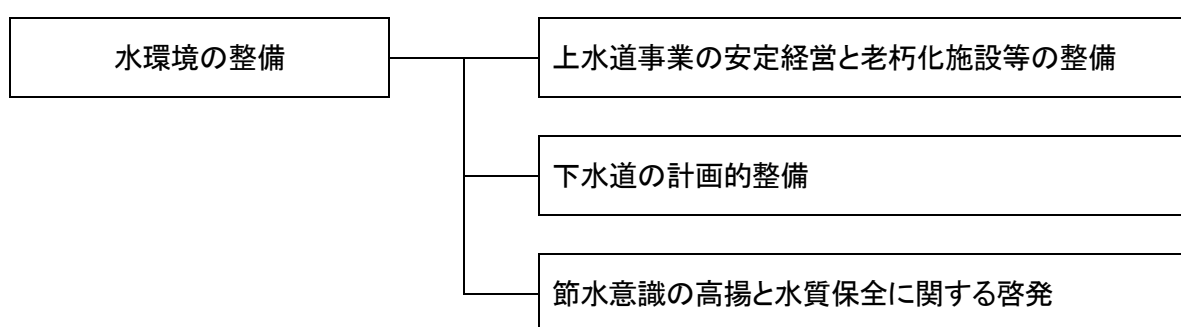 水環境の整備
上水道事業の安定経営と老朽化施設等の整備
下水道の計画的整備
節水意識の高揚と水質保全に関する啓発